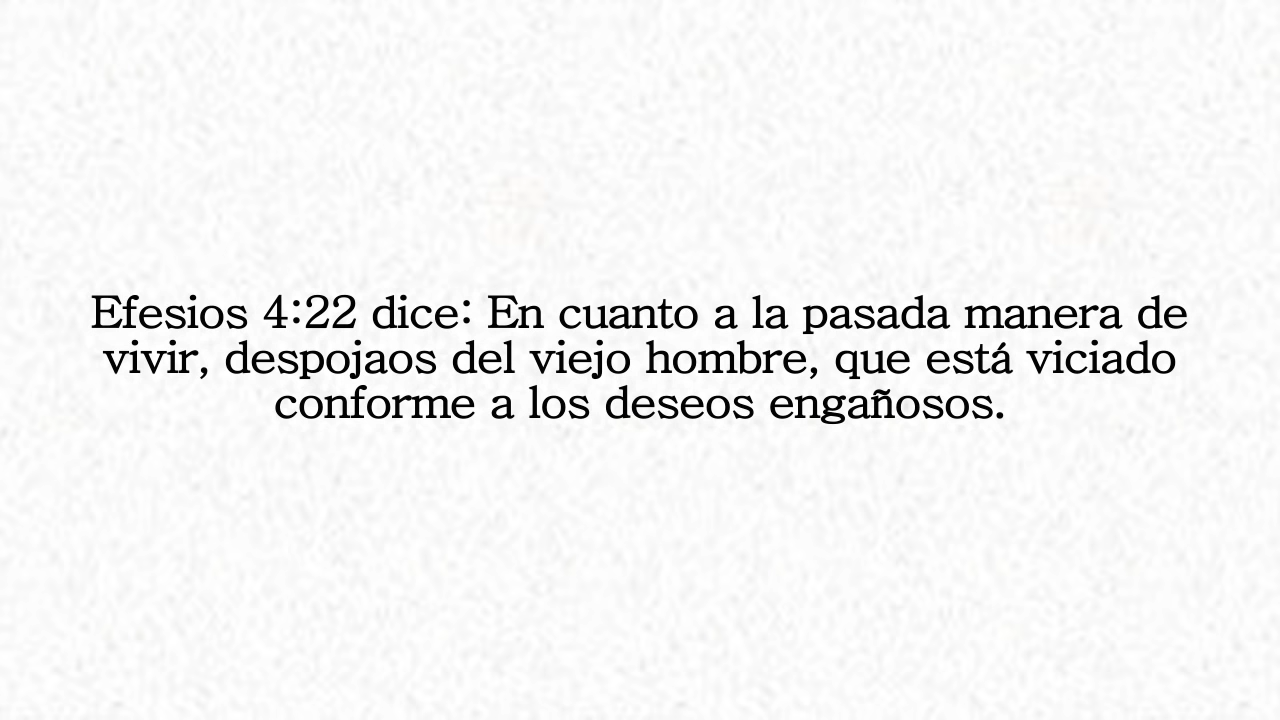 Efesios 4:22 dice: En cuanto a la pasada manera de
vivir, despojaos del viejo hombre, que está viciado
conforme a los deseos engañosos.